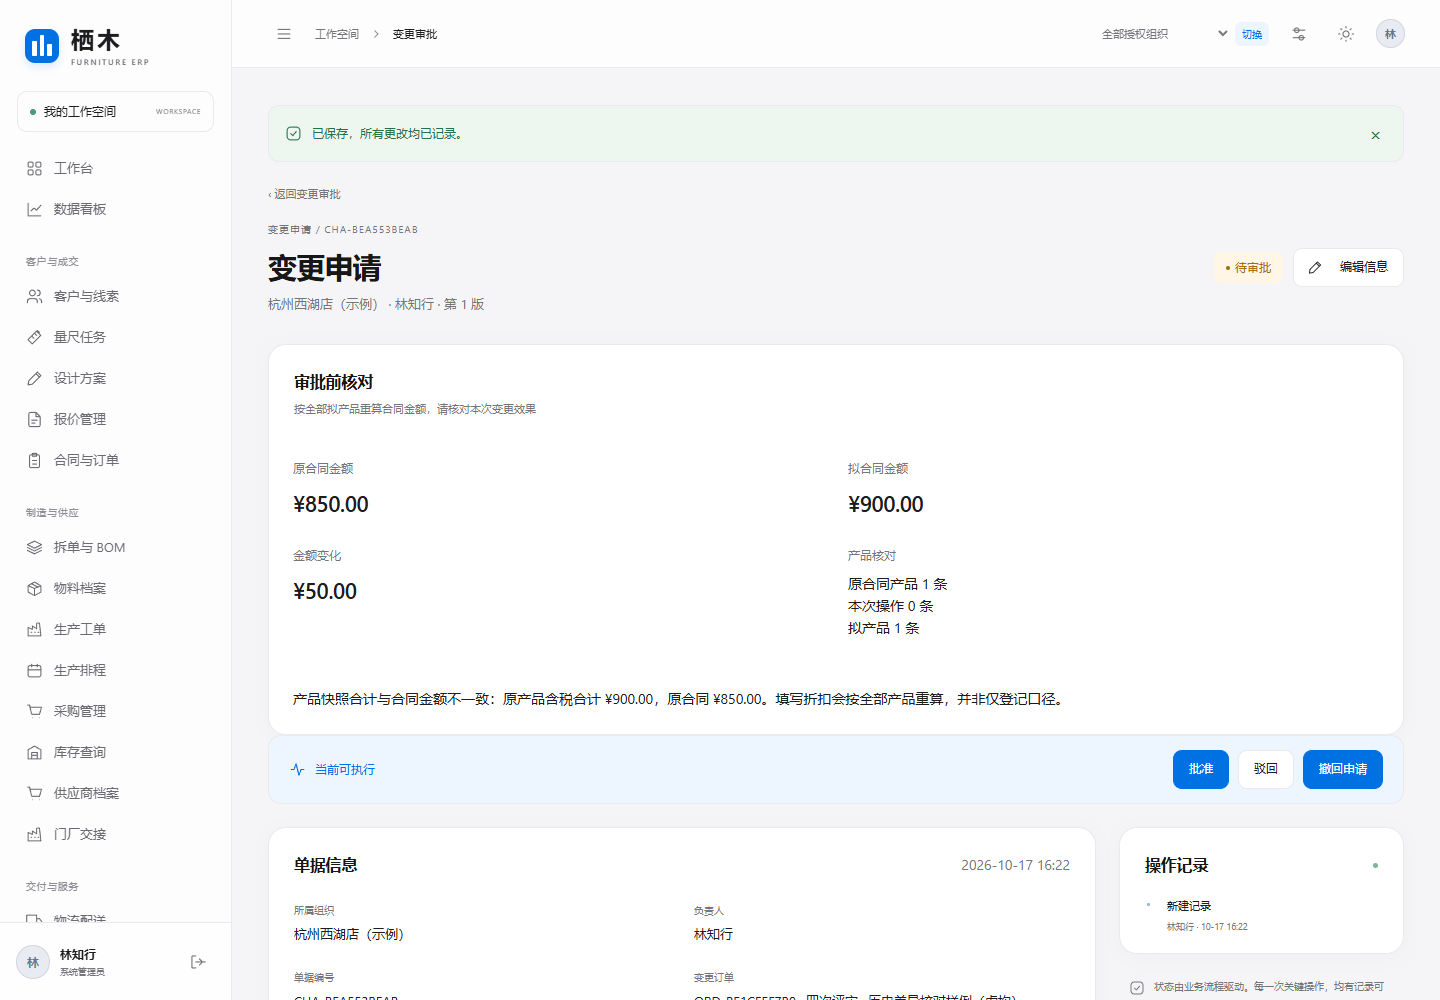 栖木
FURNITURE ERP
我的工作空间
WORKSPACE
工作台
数据看板
客户与成交
客户与线索
量尺任务
设计方案
报价管理
合同与订单
制造与供应
拆单与 BOM
物料档案
生产工单
生产排程
采购管理
库存查询
供应商档案
门厂交接
交付与服务
物流配送
林
林知行
系统管理员
工作空间
变更审批
全部授权组织
切换
林
已保存，所有更改均已记录。
‹ 返回变更审批
变更申请 / CHA-BEA553BEAB
变更申请
杭州西湖店（示例） · 林知行 · 第 1 版
待审批
编辑信息
审批前核对
按全部拟产品重算合同金额，请核对本次变更效果
原合同金额
¥850.00
拟合同金额
¥900.00
金额变化
¥50.00
产品核对
原合同产品 1 条
本次操作 0 条
拟产品 1 条
产品快照合计与合同金额不一致：原产品含税合计 ¥900.00，原合同 ¥850.00。填写折扣会按全部产品重算，并非仅登记口径。
当前可执行
批准
驳回
撤回申请
单据信息
2026-10-17 16:22
所属组织
杭州西湖店（示例）
负责人
林知行
单据编号
CHA-BEA553BEAB
变更订单
操作记录
新建记录
林知行 · 10-17 16:22
状态由业务流程驱动。每一次关键操作，均有记录可